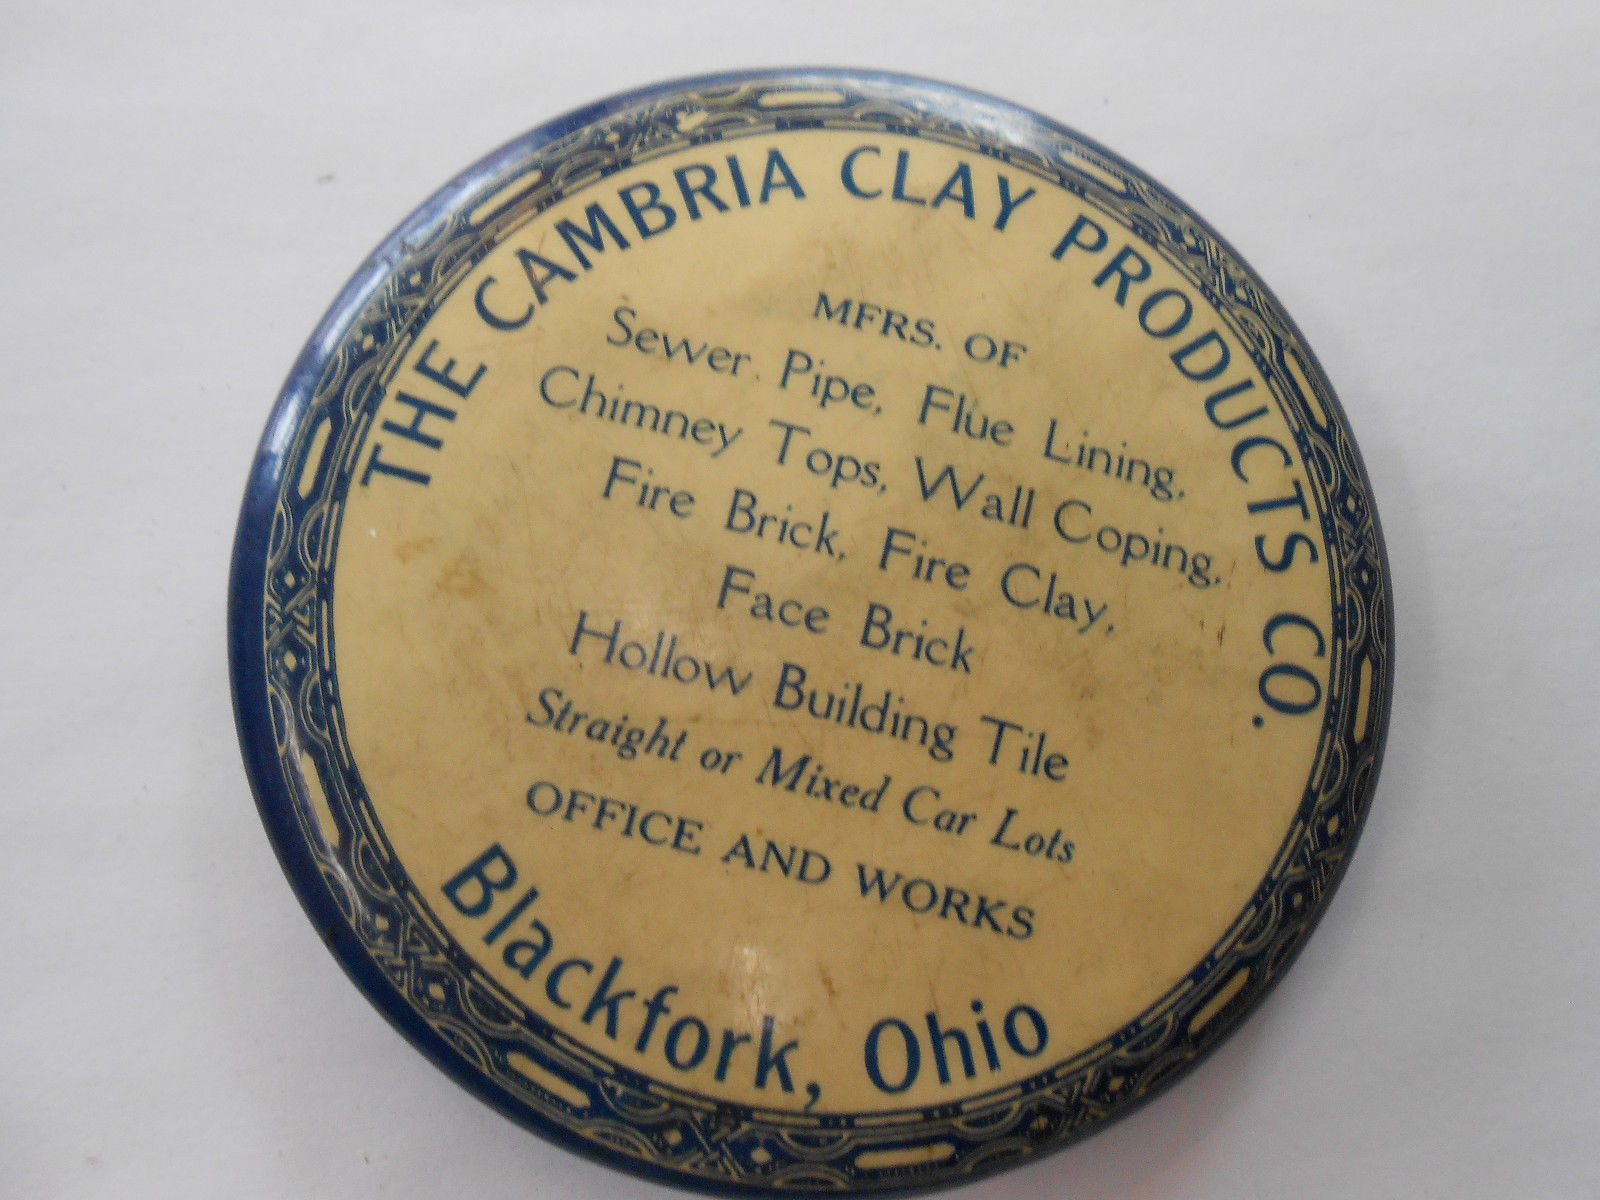 THE CAMBRIA CLAY PRODUCTS CO.
MFRS. OF
Sewer Pipe, Flue Lining,
Chimney Tops, Wall Coping,
Fire Brick, Fire Clay,
Face Brick
Hollow Building Tile
Straight or Mixed Car Lots
OFFICE AND WORKS
Blackfork, Ohio